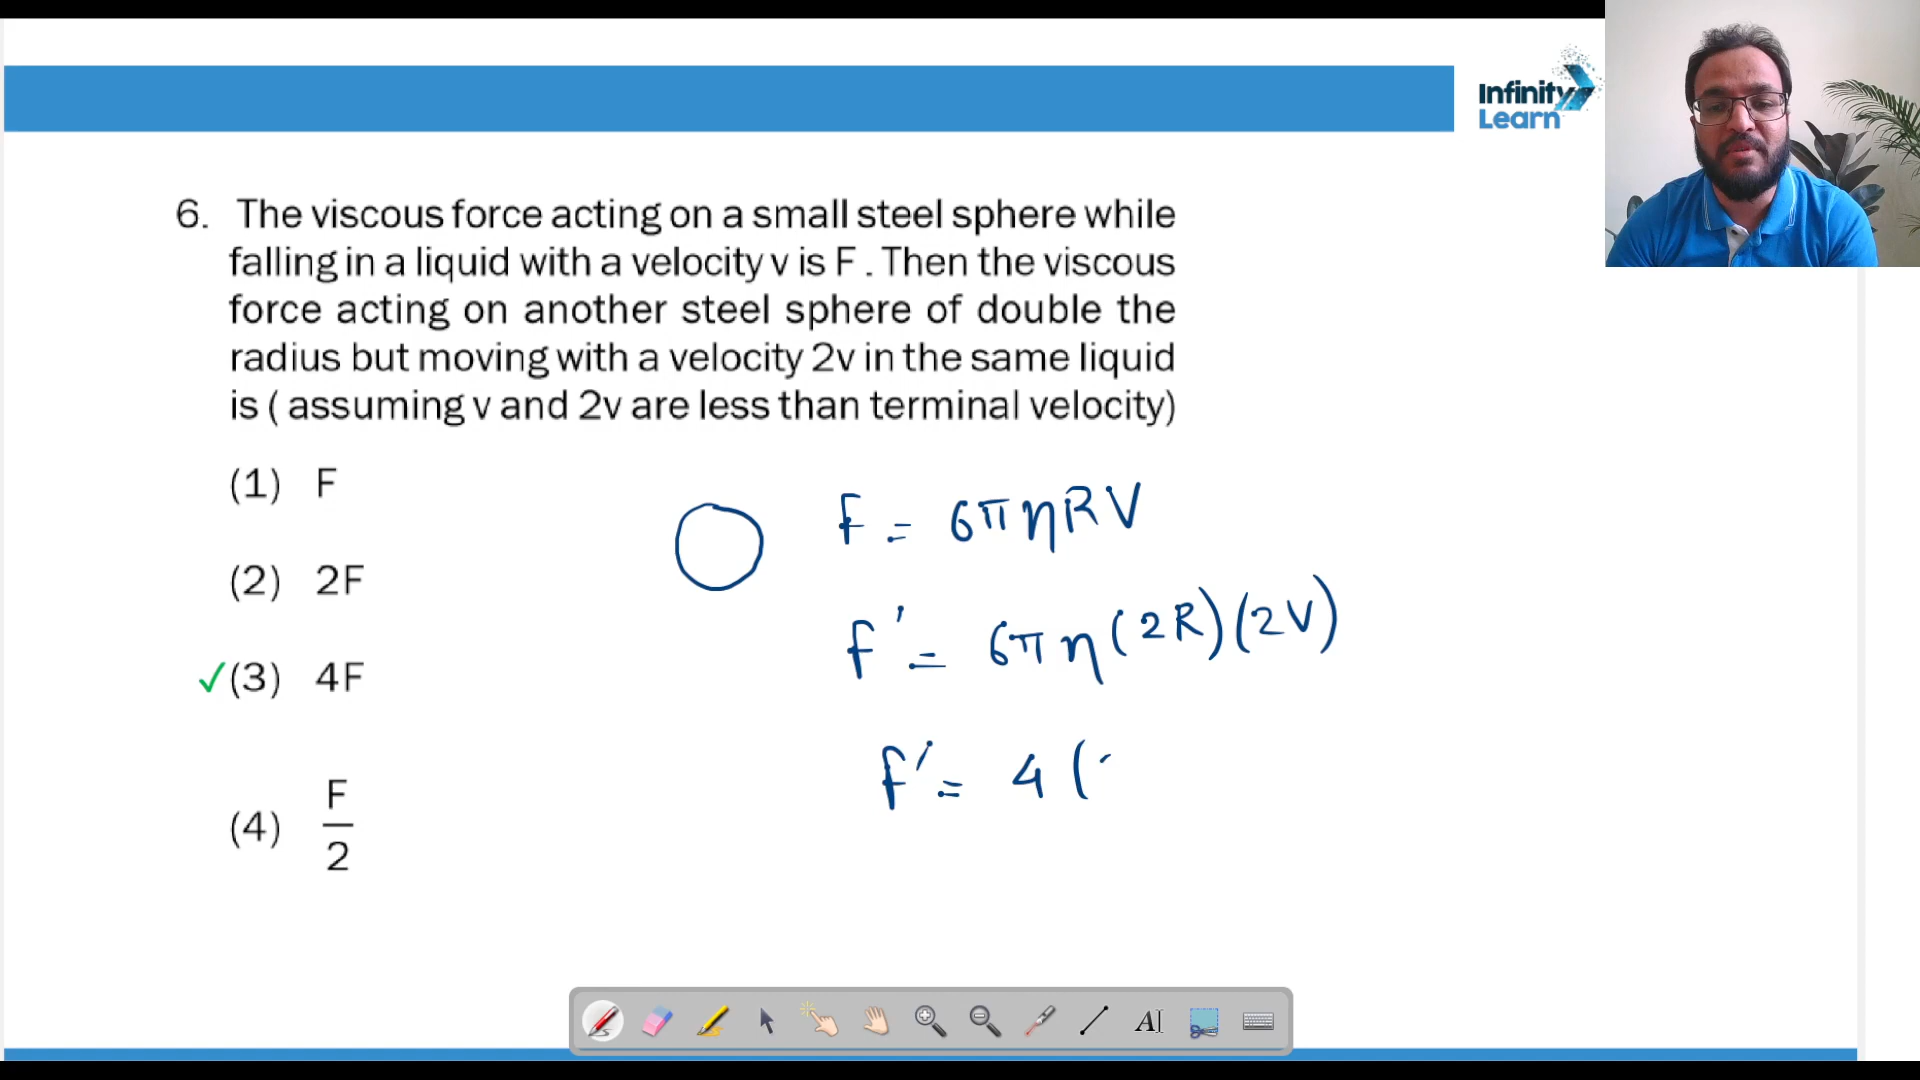 Infinity
Learn
6. The viscous force acting on a small steel sphere while
falling in a liquid with a velocity v is F . Then the viscous
force acting on another steel sphere of double the
radius but moving with a velocity 2v in the same liquid
is ( assuming v and 2v are less than terminal velocity)
(1) F
(2) 2F
✓(3) 4F
(4) F/2
F = 6πηRV
F' = 6πη(2R)(2V)
F' = 4 (
AI